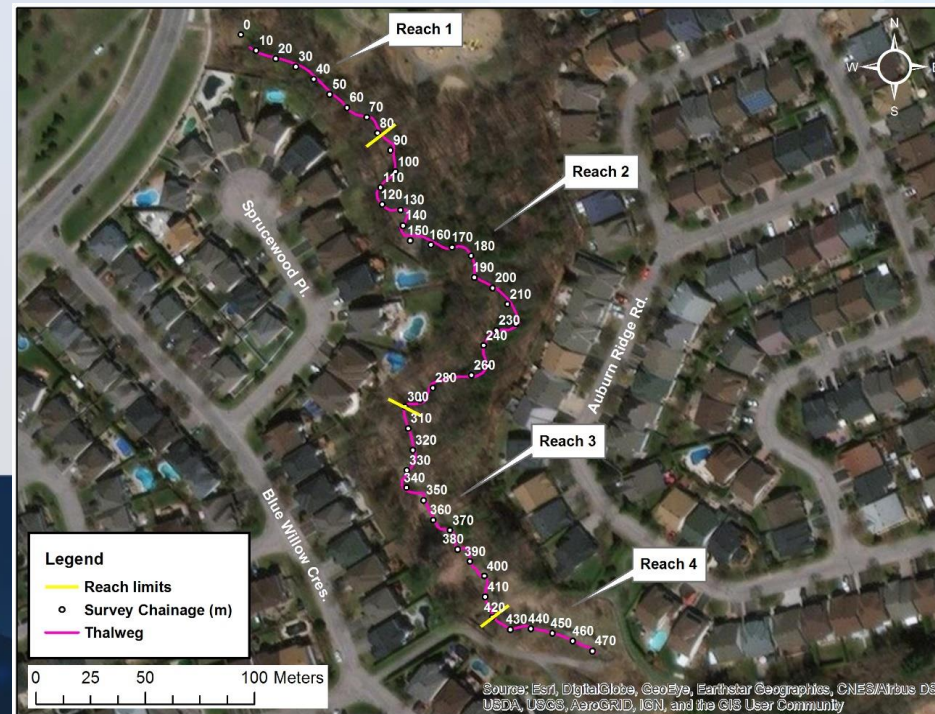 Reach 1
0
10
20
30
40
50
60
70
80
90
100
110
120
130
140
150
160
170
180
190
200
210
230
240
260
280
300
310
320
330
340
350
360
370
380
390
400
410
420
430
440
450
460
470
Reach 2
Reach 3
Reach 4
Sprucewood Pl.
Auburn Ridge Rd.
Blue Willow Cres.
N
W
E
S
Legend
Reach limits
Survey Chainage (m)
Thalweg
0 25 50 100 Meters
Source: Esri, DigitalGlobe, GeoEye, Earthstar Geographics, CNES/Airbus DS
USDA, USGS, AeroGRID, IGN, and the GIS User Community